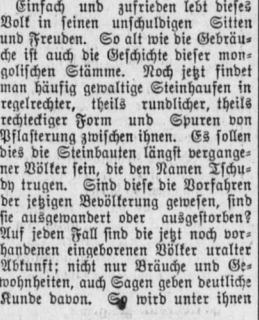 Einfach und zufrieden lebt dieses
Volk in seinen unschuldigen Sitten
und Freuden. So alt wie die Gebräu-
che ist auch die Geschichte dieser mon-
golischen Stämme. Noch jetzt findet
man häufig gewaltige Steinhaufen in
regelrechter, theils rundlicher, theils
rechteckiger Form und Spuren von
Pflasterung zwischen ihnen. Es sollen
dies die Steinbauten längst vergange-
ner Völker sein, die den Namen Tschu-
dy trugen. Sind diese die Vorfahren
der jetzigen Bevölkerung gewesen, sind
sie ausgewandert oder ausgestorben?
Auf jeden Fall sind die jetzt noch vor-
handenen eingeborenen Völker uralter
Abkunft; nicht nur Bräuche und Ge-
wohnheiten, auch Sagen geben deutliche
Kunde davon. So wird unter ihnen